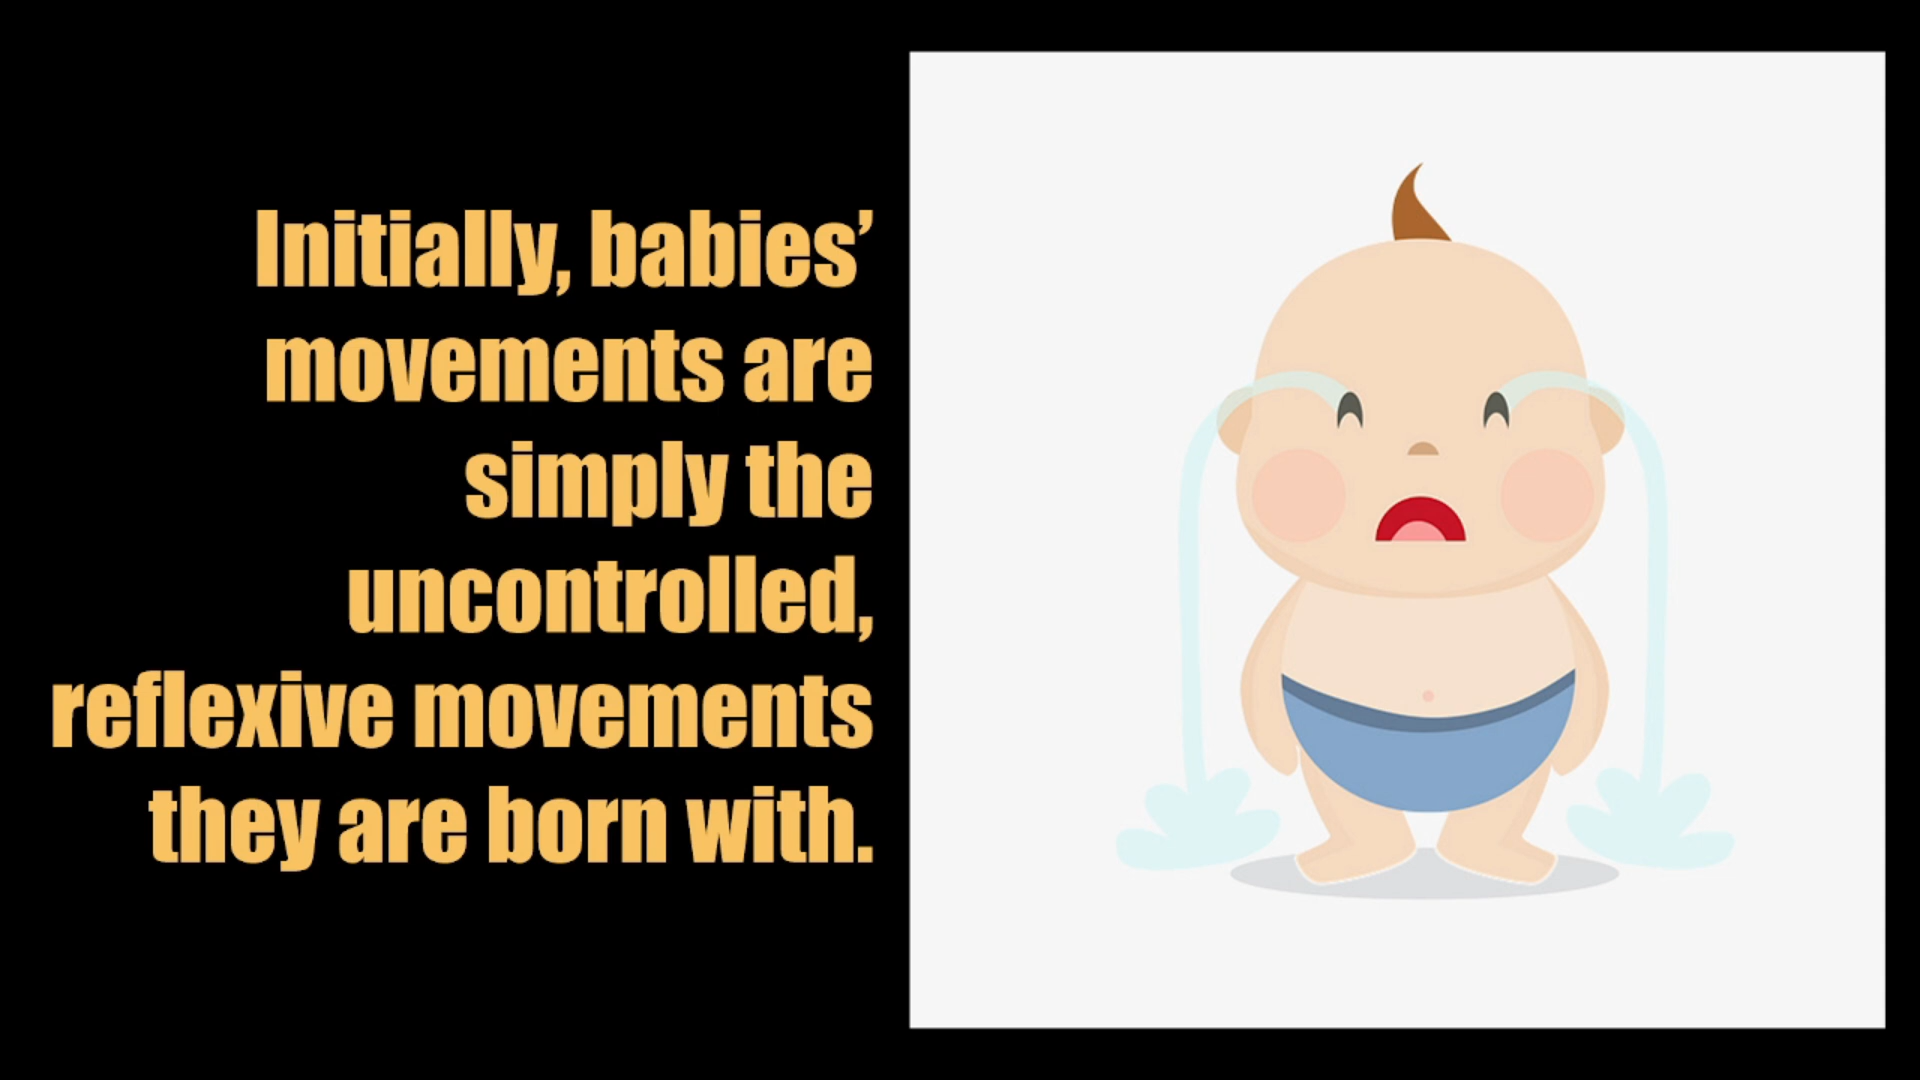 Initially, babies’
movements are
simply the
uncontrolled,
reflexive movements
they are born with.